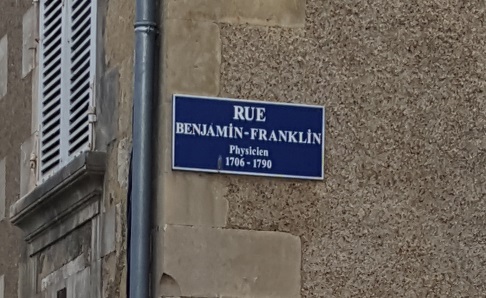 RUE
BENJAMIN-FRANKLIN
Physicien
1706 - 1790